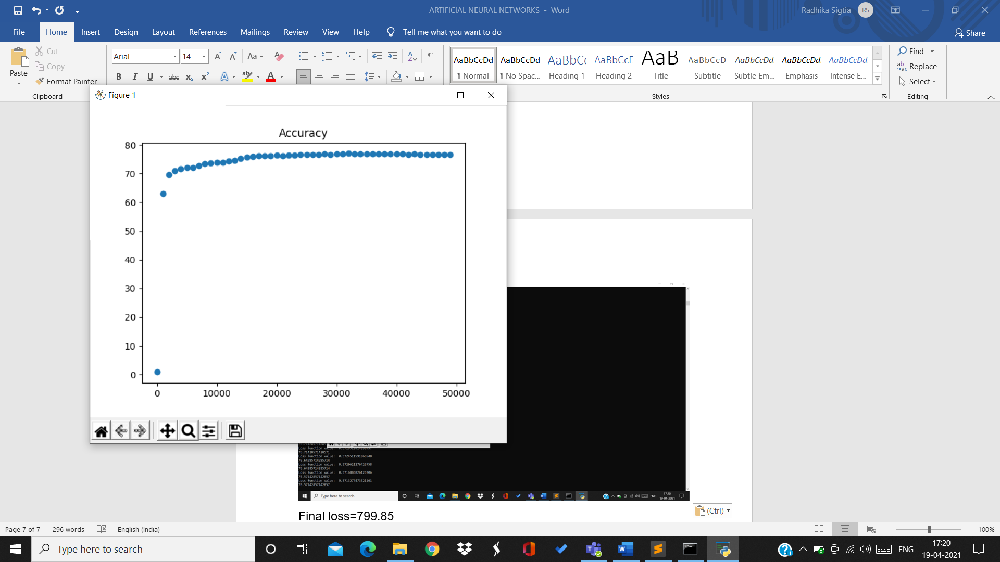 ARTIFICIAL NEURAL NETWORKS - Word
Radhika Sigtia RS
File Home Insert Design Layout References Mailings Review View Help Tell me what you want to do Share
Paste
Cut
Copy
Format Painter
Clipboard
Arial 14
Aa
B I U abc x₂ x² A ab A
AaBbCcDd AaBbCcDd AaBbCc AaBbCcD AaB AaBbCcD AaBbCcDd AaBbCcDd AaBbCcDd
¶ Normal ¶ No Spac... Heading 1 Heading 2 Title Subtitle Subtle Em... Emphasis Intense E...
Styles
Find
Replace
Select
Editing
Figure 1
Accuracy
80
70
60
50
40
30
20
10
0
0 10000 20000 30000 40000 50000
76.71428571428571
Loss function value: 0.5724511591866548
76.64285714285714
Loss function value: 0.5720621276426758
76.64285714285714
Loss function value: 0.5716886826126706
76.57142857142857
Loss function value: 0.5713277473321161
76.57142857142857
Type here to search
ENG
17:20
19-04-2021
(Ctrl)
Final loss=799.85
Page 7 of 7 296 words English (India) 100%
Type here to search
ENG
17:20
19-04-2021